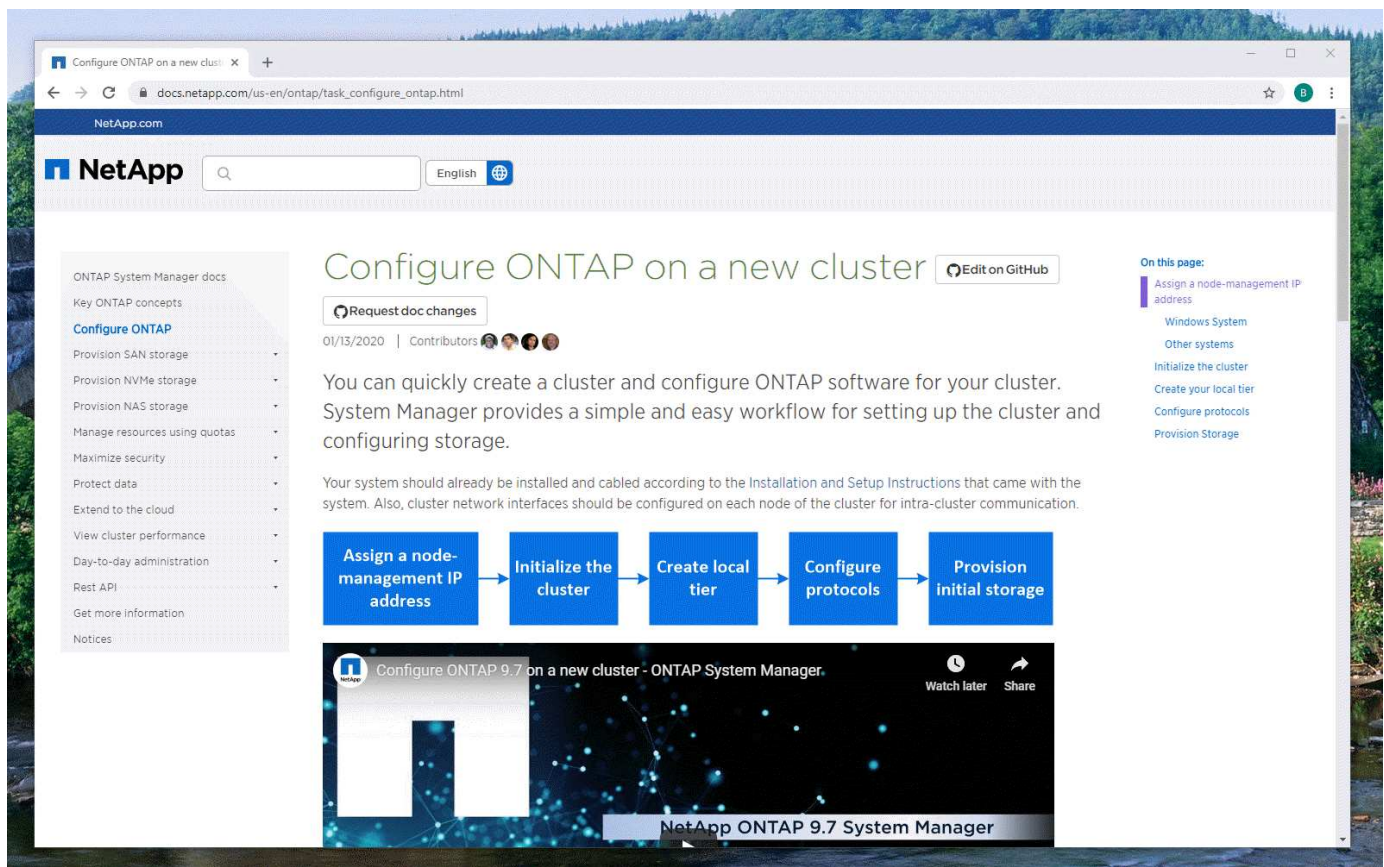 Configure ONTAP on a new clust
docs.netapp.com/us-en/ontap/task_configure_ontap.html
B
NetApp.com
NetApp
English
ONTAP System Manager docs
Key ONTAP concepts
Configure ONTAP
Provision SAN storage
Provision NVMe storage
Provision NAS storage
Manage resources using quotas
Maximize security
Protect data
Extend to the cloud
View cluster performance
Day-to-day administration
Rest API
Get more information
Notices
Configure ONTAP on a new cluster
Edit on GitHub
Request doc changes
01/13/2020 | Contributors
You can quickly create a cluster and configure ONTAP software for your cluster.
System Manager provides a simple and easy workflow for setting up the cluster and
configuring storage.
Your system should already be installed and cabled according to the Installation and Setup Instructions that came with the
system. Also, cluster network interfaces should be configured on each node of the cluster for intra-cluster communication.
Assign a node-
management IP
address
Initialize the
cluster
Create local
tier
Configure
protocols
Provision
initial storage
NetApp
Configure ONTAP 9.7 on a new cluster - ONTAP System Manager
Watch later
Share
NetApp ONTAP 9.7 System Manager
On this page:
Assign a node-management IP
address
Windows System
Other systems
Initialize the cluster
Create your local tier
Configure protocols
Provision Storage